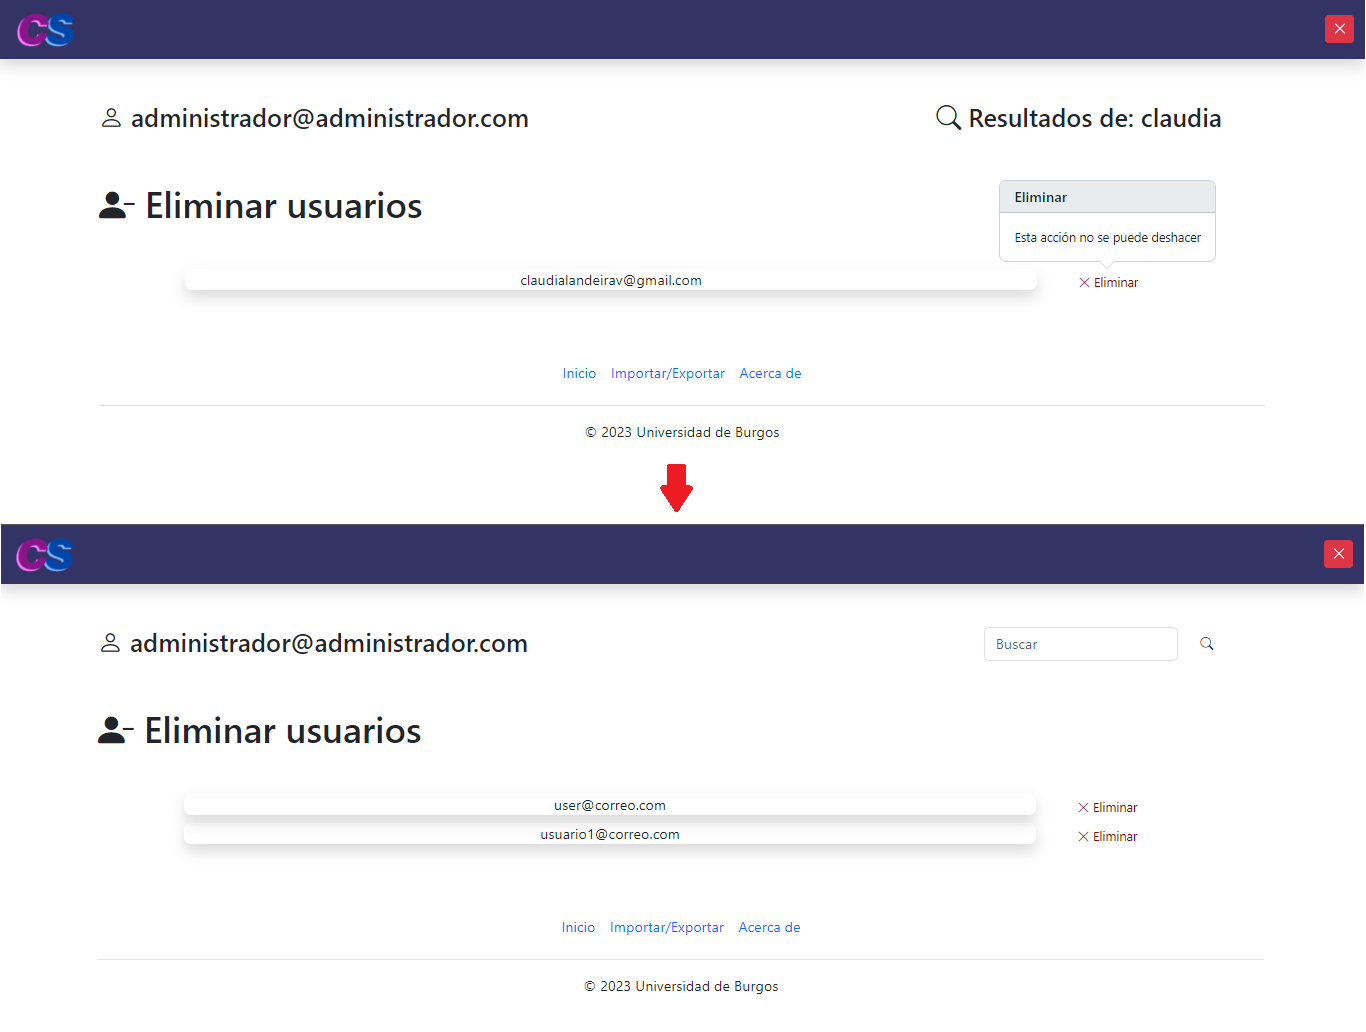 CS
administrador@administrador.com
Resultados de: claudia
Eliminar usuarios
Eliminar
Esta acción no se puede deshacer
claudialandeirav@gmail.com
Eliminar
Inicio Importar/Exportar Acerca de
© 2023 Universidad de Burgos
CS
administrador@administrador.com
Buscar
Eliminar usuarios
user@correo.com
Eliminar
usuario1@correo.com
Eliminar
Inicio Importar/Exportar Acerca de
© 2023 Universidad de Burgos